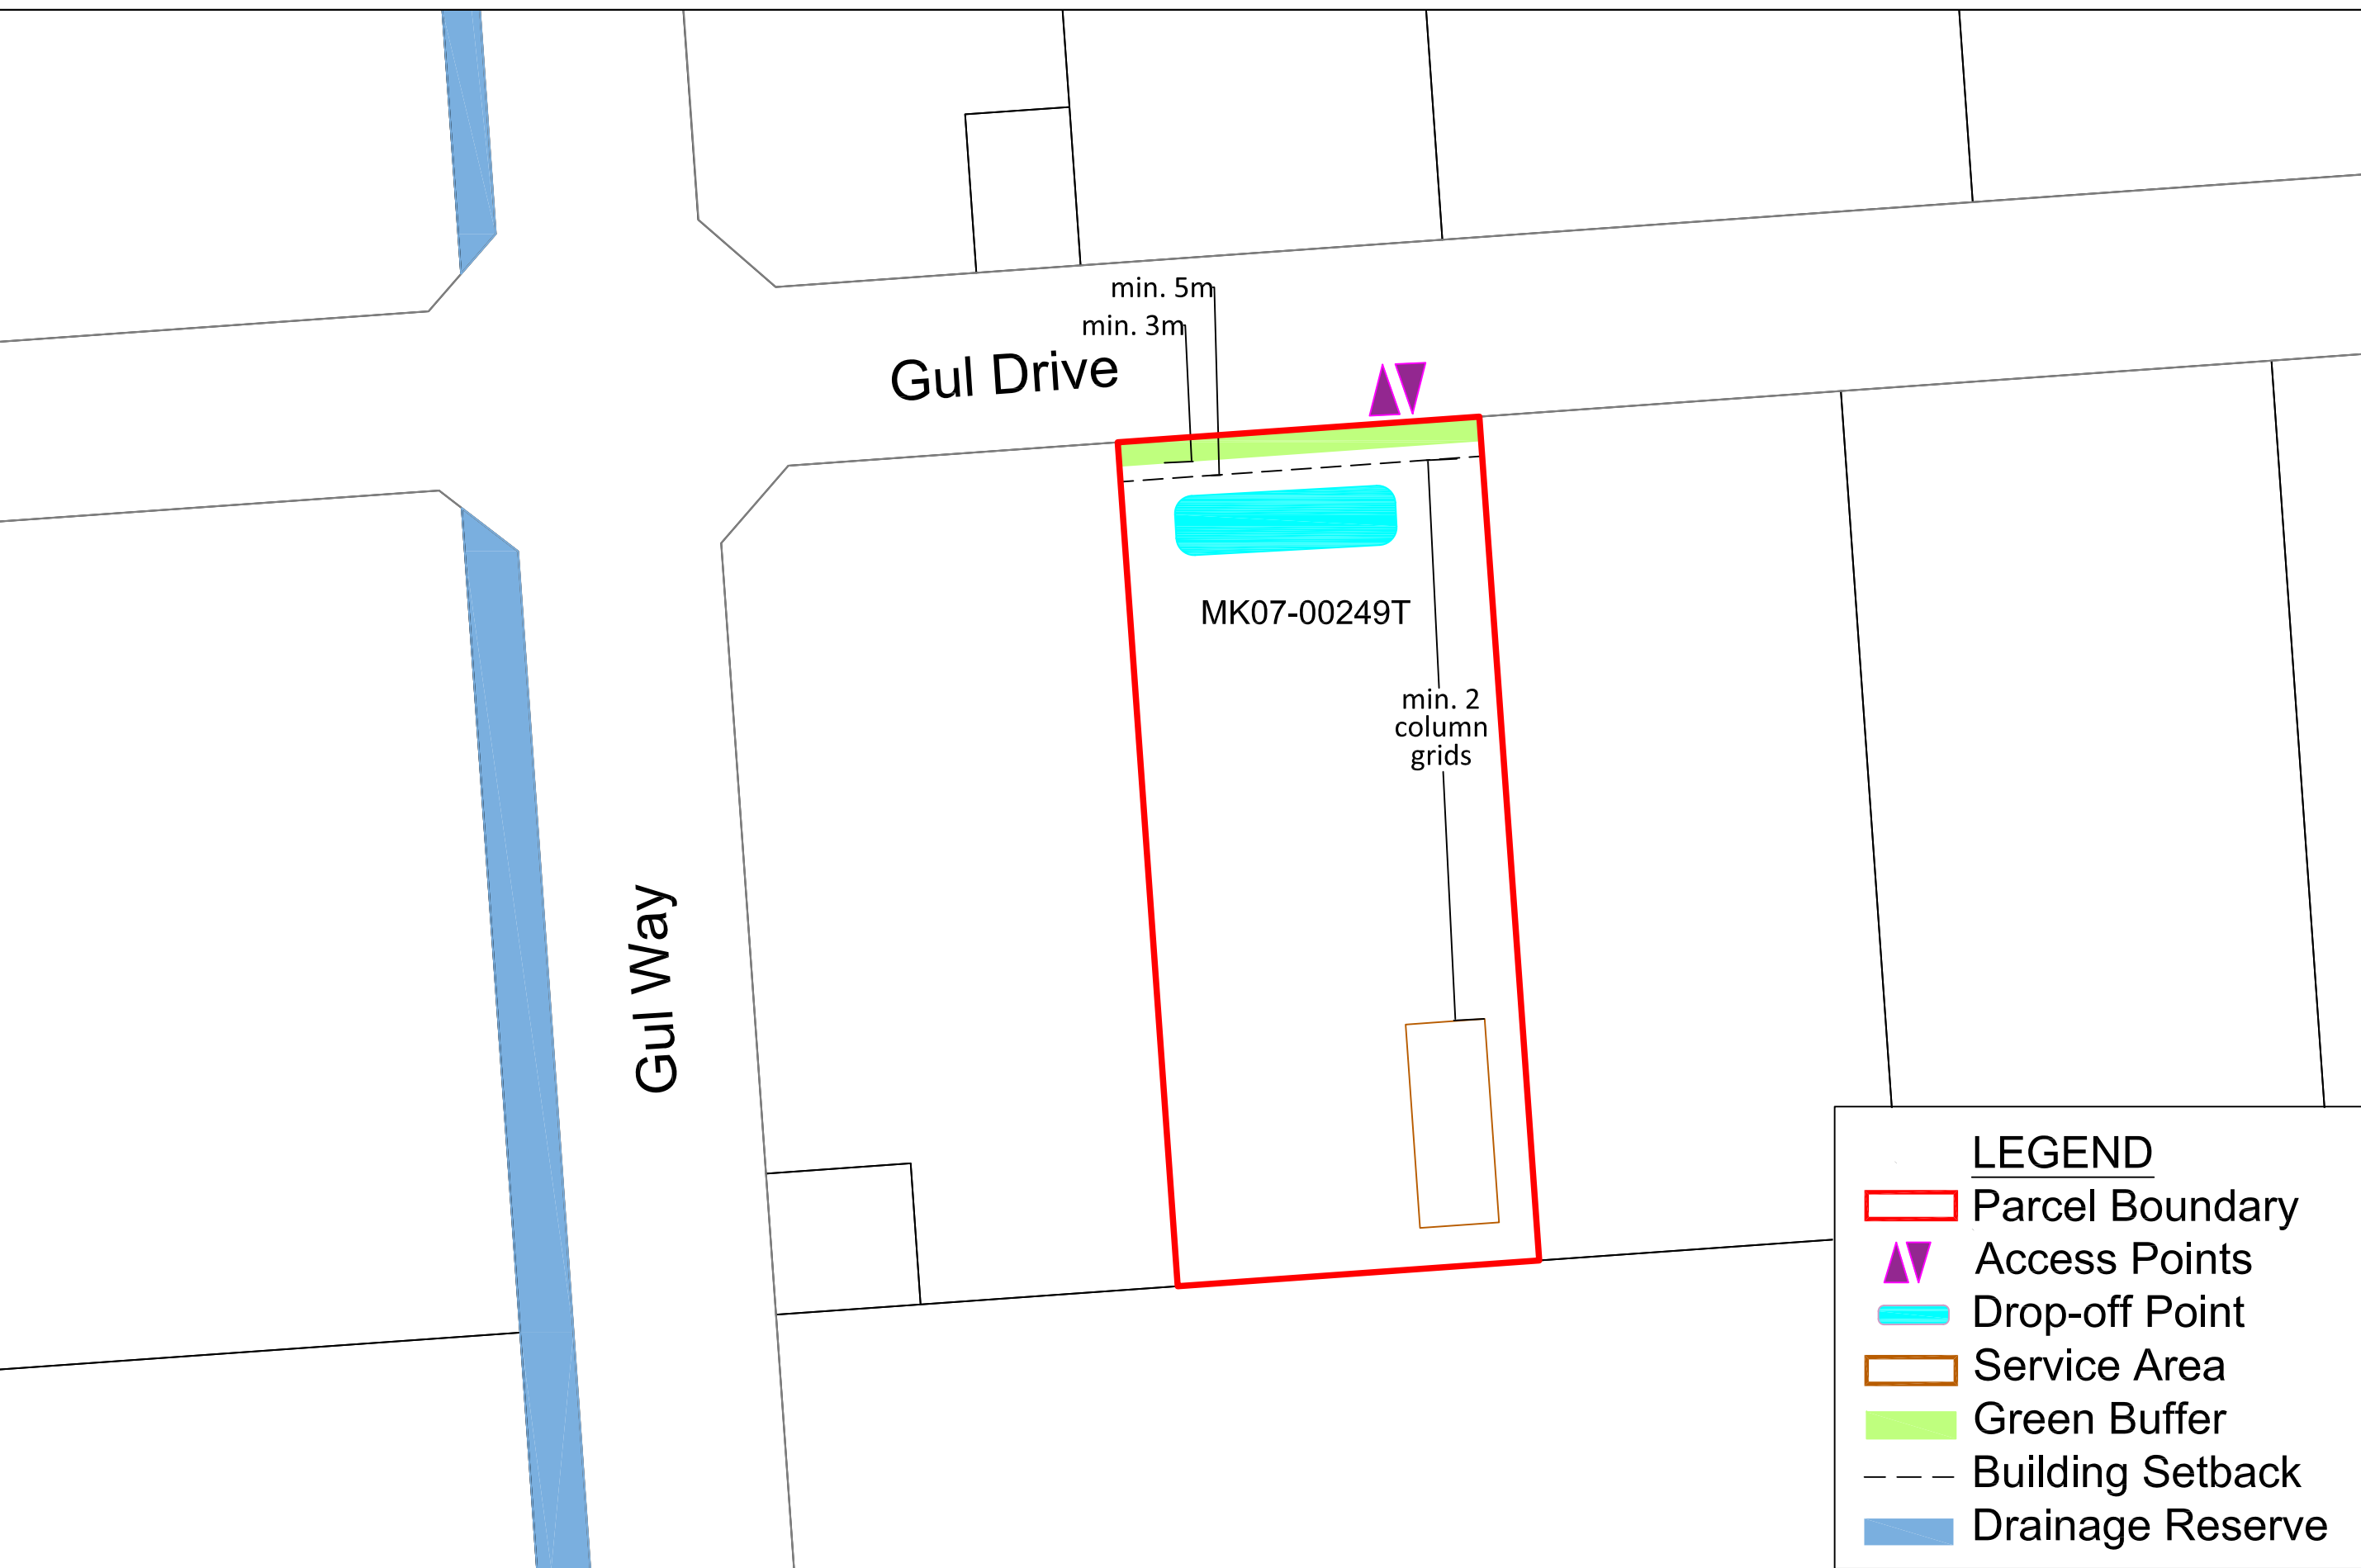 min. 5m
min. 3m
Gul Drive
MK07-00249T
min. 2
column
grids
Gul Way
LEGEND
Parcel Boundary
Access Points
Drop-off Point
Service Area
Green Buffer
Building Setback
Drainage Reserve